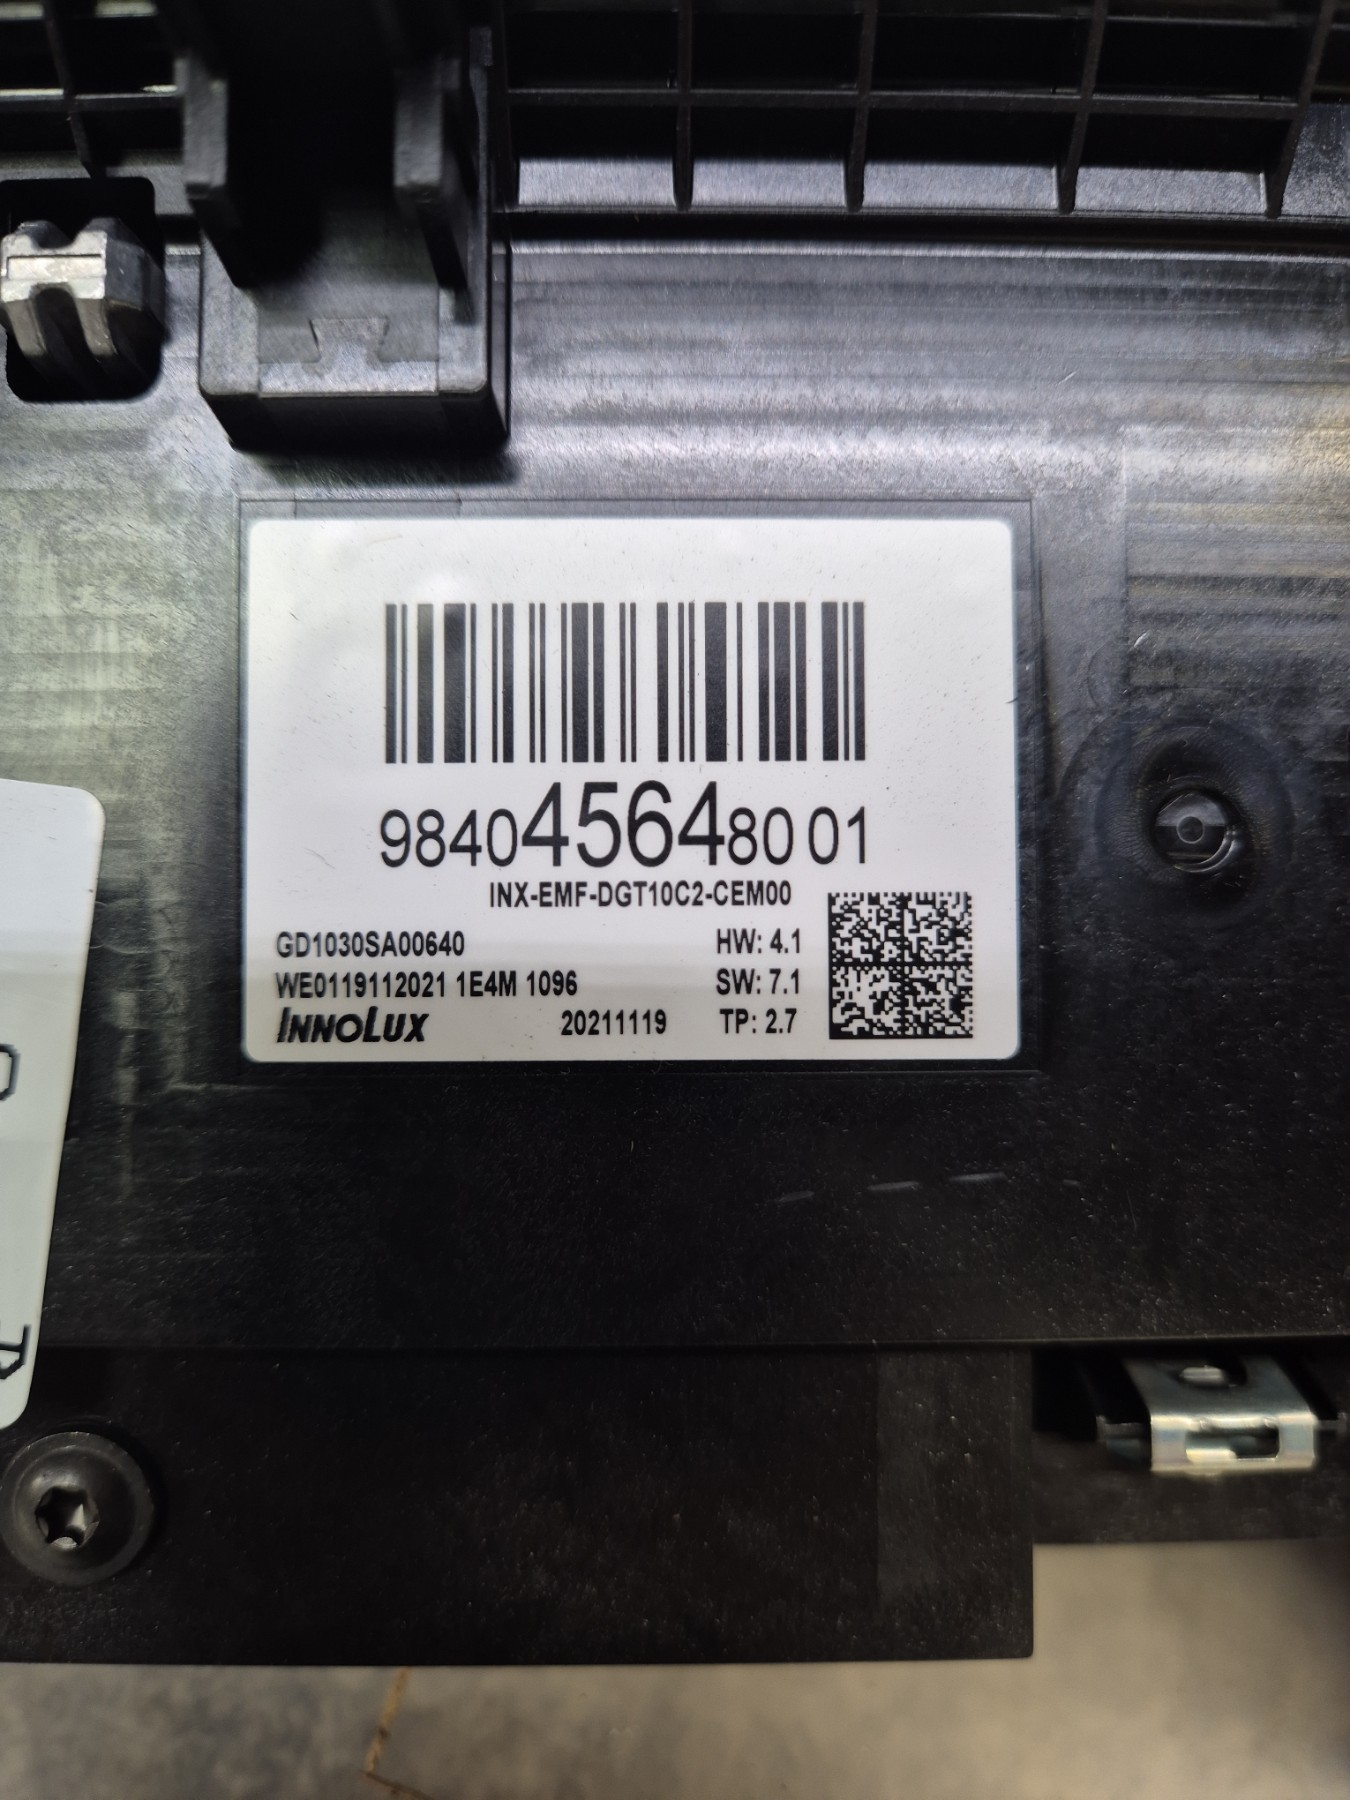 9840456480 01
INX-EMF-DGT10C2-CEM00
GD1030SA00640
HW: 4.1
WE0119112021 1E4M 1096
SW: 7.1
INNOLUX
20211119
TP: 2.7